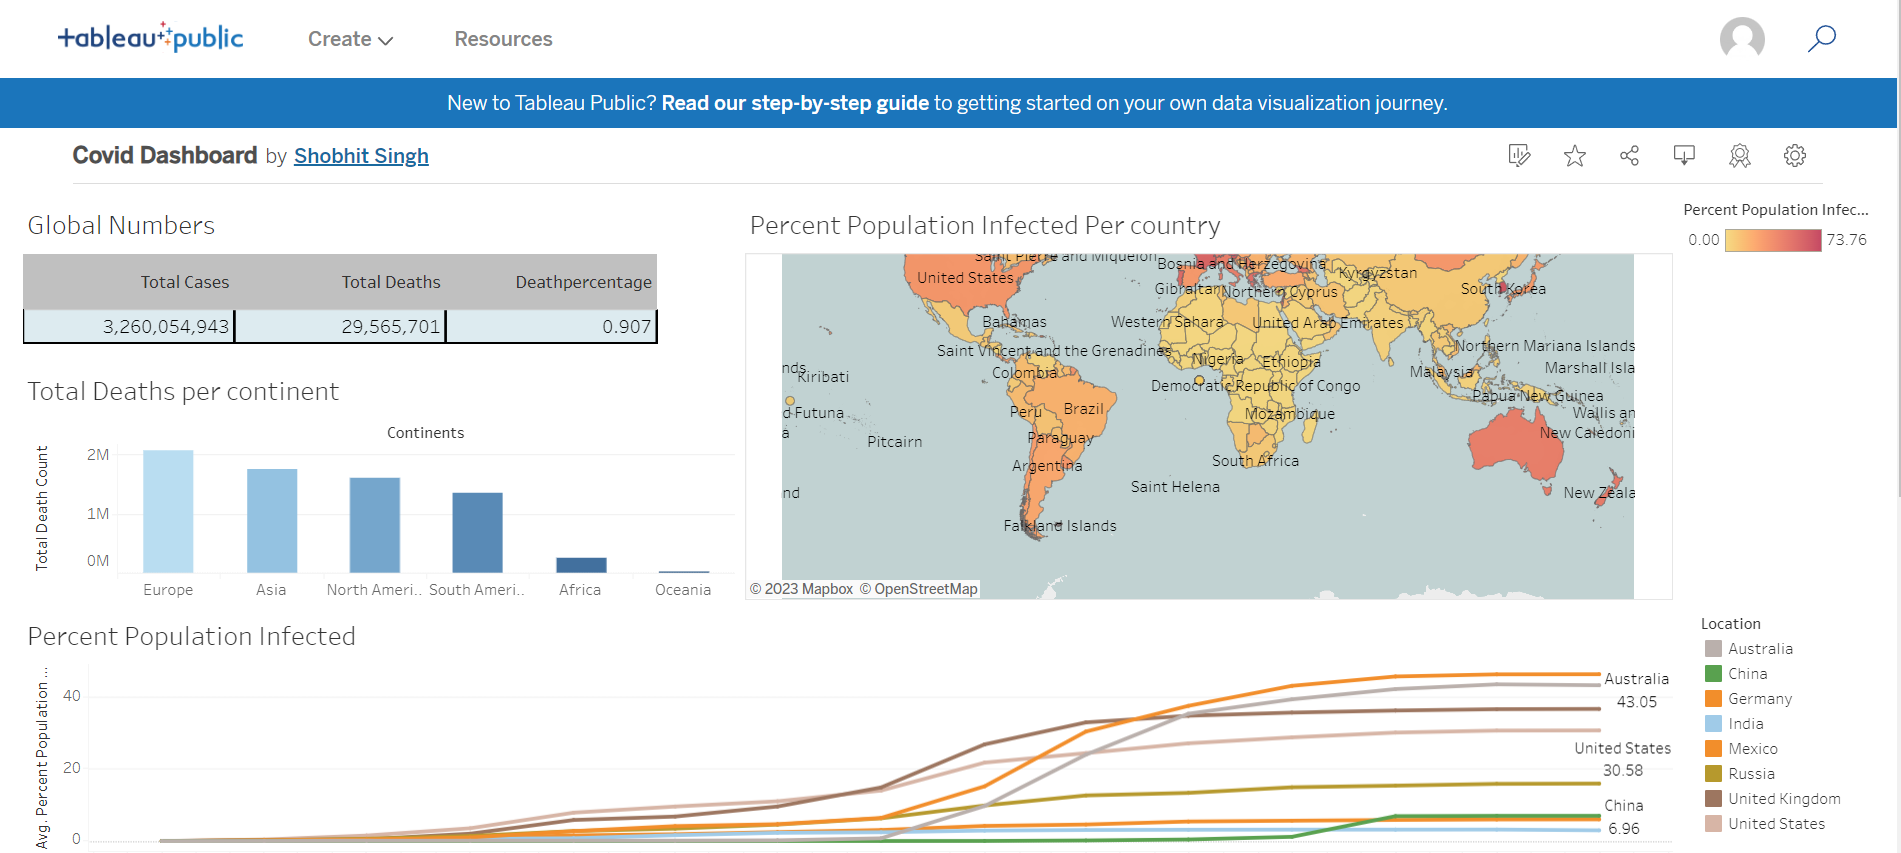 tableau public
Create
Resources
New to Tableau Public? Read our step-by-step guide to getting started on your own data visualization journey.
Covid Dashboard by Shobhit Singh
Global Numbers
Total Cases Total Deaths Deathpercentage
3,260,054,943 29,565,701 0.907
Total Deaths per continent
Continents
Total Death Count
2M
1M
0M
Europe Asia North Ameri.. South Ameri.. Africa Oceania
Percent Population Infected Per country
Saint Pierre and Miquelon
Bosnia and Herzegovina
United States
Kyrgyzstan
Gibraltar
Northern Cyprus
South Korea
Bahamas
Western Sahara
United Arab Emirates
Saint Vincent and the Grenadines
Northern Mariana Islands
Nigeria
Ethiopia
nds
Kiribati
Colombia
Malaysia
Marshall Isla
Democratic Republic of Congo
Papua New Guinea
d Futuna
Peru
Brazil
Mozambique
Wallis an
a
Pitcairn
Paraguay
New Caledoni
Argentina
South Africa
nd
Saint Helena
New Zeala
Falkland Islands
© 2023 Mapbox © OpenStreetMap
Percent Population Infec...
0.00 73.76
Percent Population Infected
Avg. Percent Population ...
40
20
0
Australia
43.05
United States
30.58
China
6.96
Location
Australia
China
Germany
India
Mexico
Russia
United Kingdom
United States